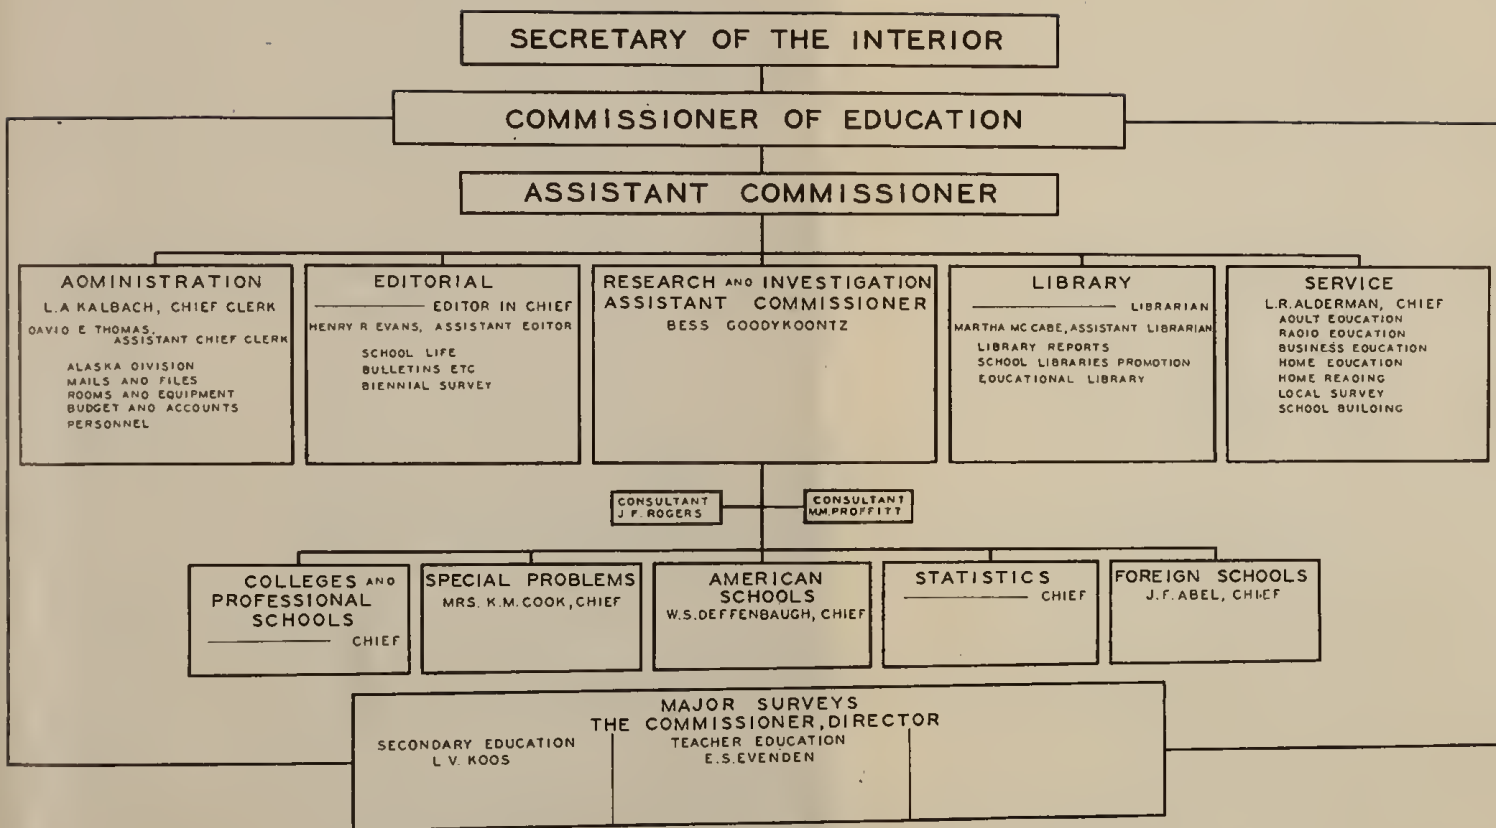 SECRETARY OF THE INTERIOR
COMMISSIONER OF EDUCATION
ASSISTANT COMMISSIONER
ADMINISTRATION
L.A KALBACH, CHIEF CLERK
DAVID E THOMAS,
ASSISTANT CHIEF CLERK
ALASKA DIVISION
MAILS AND FILES
ROOMS AND EQUIPMENT
BUDGET AND ACCOUNTS
PERSONNEL
EDITORIAL
EDITOR IN CHIEF
HENRY R EVANS, ASSISTANT EDITOR
SCHOOL LIFE
BULLETINS ETC
BIENNIAL SURVEY
RESEARCH AND INVESTIGATION
ASSISTANT COMMISSIONER
BESS GOODYKOONTZ
LIBRARY
LIBRARIAN
MARTHA MC CABE, ASSISTANT LIBRARIAN
LIBRARY REPORTS
SCHOOL LIBRARIES PROMOTION
EDUCATIONAL LIBRARY
SERVICE
L.R.ALDERMAN, CHIEF
ADULT EDUCATION
RADIO EDUCATION
BUSINESS EDUCATION
HOME EDUCATION
HOME READING
LOCAL SURVEY
SCHOOL BUILDING
CONSULTANT
J F. ROGERS
CONSULTANT
M.M.PROFFITT
COLLEGES AND
PROFESSIONAL
SCHOOLS
CHIEF
SPECIAL PROBLEMS
MRS. K.M. COOK, CHIEF
AMERICAN
SCHOOLS
W.S.DEFFENBAUGH, CHIEF
STATISTICS
CHIEF
FOREIGN SCHOOLS
J.F. ABEL, CHIEF
MAJOR SURVEYS
THE COMMISSIONER, DIRECTOR
SECONDARY EDUCATION
L V. KOOS
TEACHER EDUCATION
E.S.EVENDEN